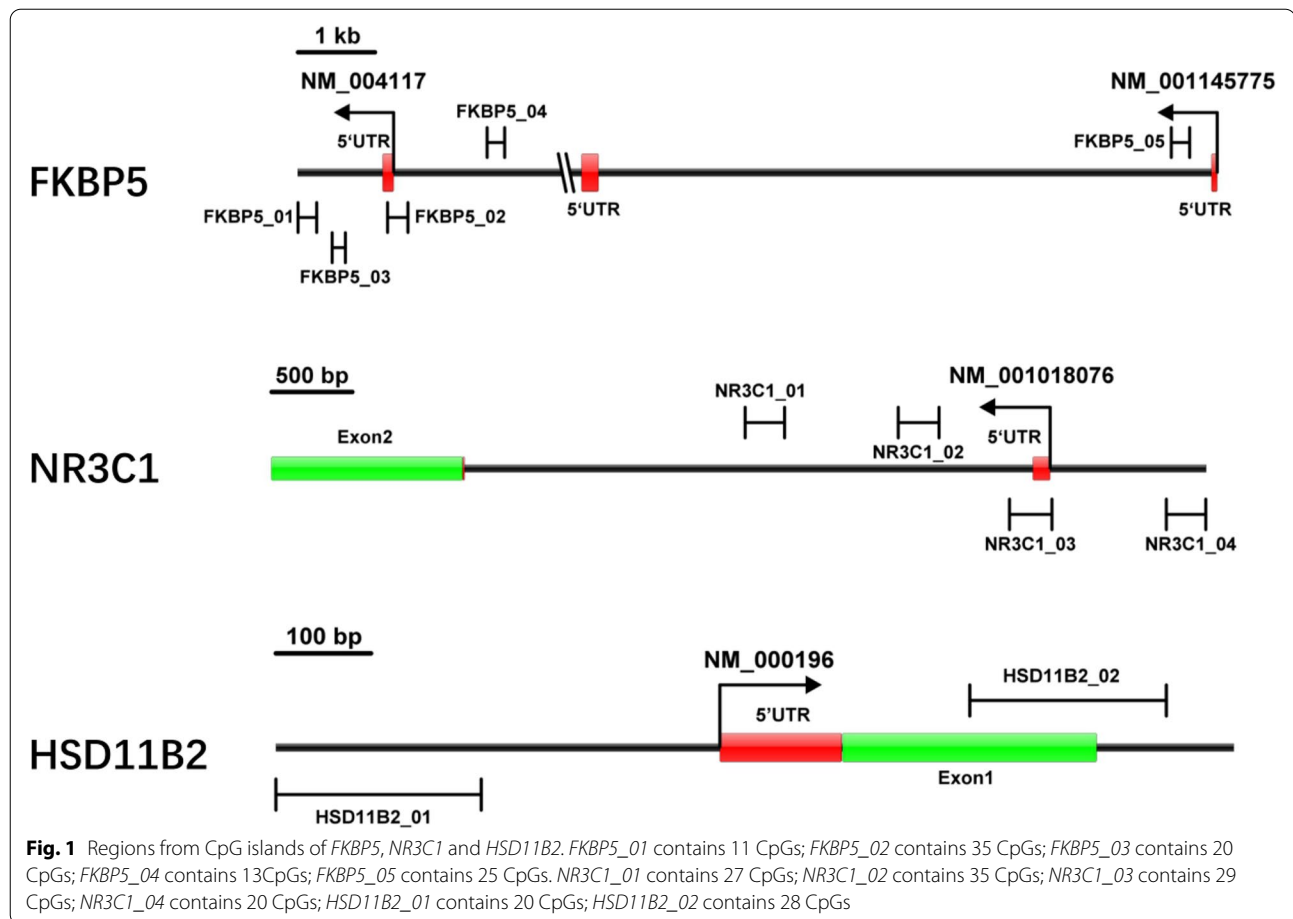 1 kb
NM_004117
NM_001145775
FKBP5_04
5‘UTR
FKBP5_05
FKBP5
FKBP5_01
FKBP5_02
5‘UTR
5‘UTR
FKBP5_03
500 bp
NM_001018076
NR3C1_01
Exon2
5‘UTR
NR3C1_02
NR3C1
NR3C1_03
NR3C1_04
100 bp
NM_000196
HSD11B2_02
5’UTR
HSD11B2
Exon1
HSD11B2_01
Fig. 1 Regions from CpG islands of FKBP5, NR3C1 and HSD11B2. FKBP5_01 contains 11 CpGs; FKBP5_02 contains 35 CpGs; FKBP5_03 contains 20
CpGs; FKBP5_04 contains 13CpGs; FKBP5_05 contains 25 CpGs. NR3C1_01 contains 27 CpGs; NR3C1_02 contains 35 CpGs; NR3C1_03 contains 29
CpGs; NR3C1_04 contains 20 CpGs; HSD11B2_01 contains 20 CpGs; HSD11B2_02 contains 28 CpGs